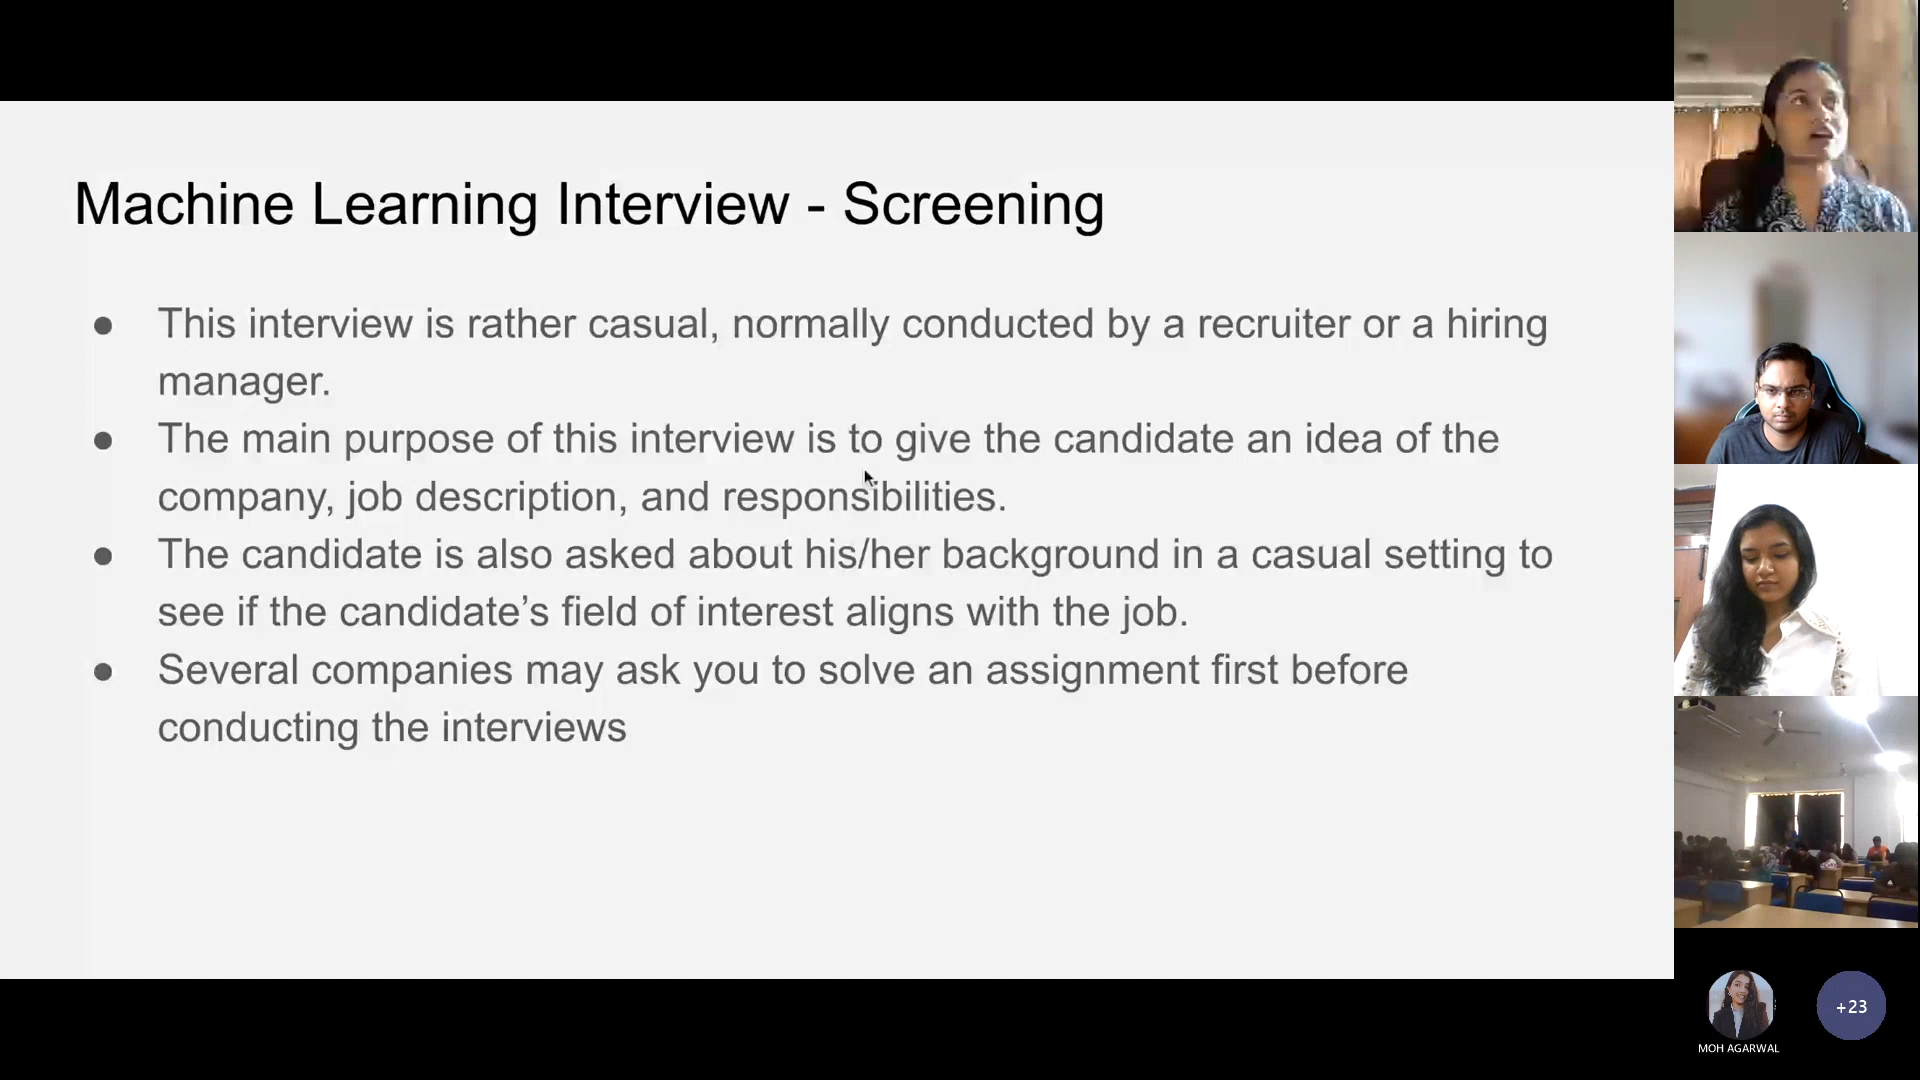 Machine Learning Interview - Screening
● This interview is rather casual, normally conducted by a recruiter or a hiring
manager.
● The main purpose of this interview is to give the candidate an idea of the
company, job description, and responsibilities.
● The candidate is also asked about his/her background in a casual setting to
see if the candidate’s field of interest aligns with the job.
● Several companies may ask you to solve an assignment first before
conducting the interviews
+23
MOH AGARWAL